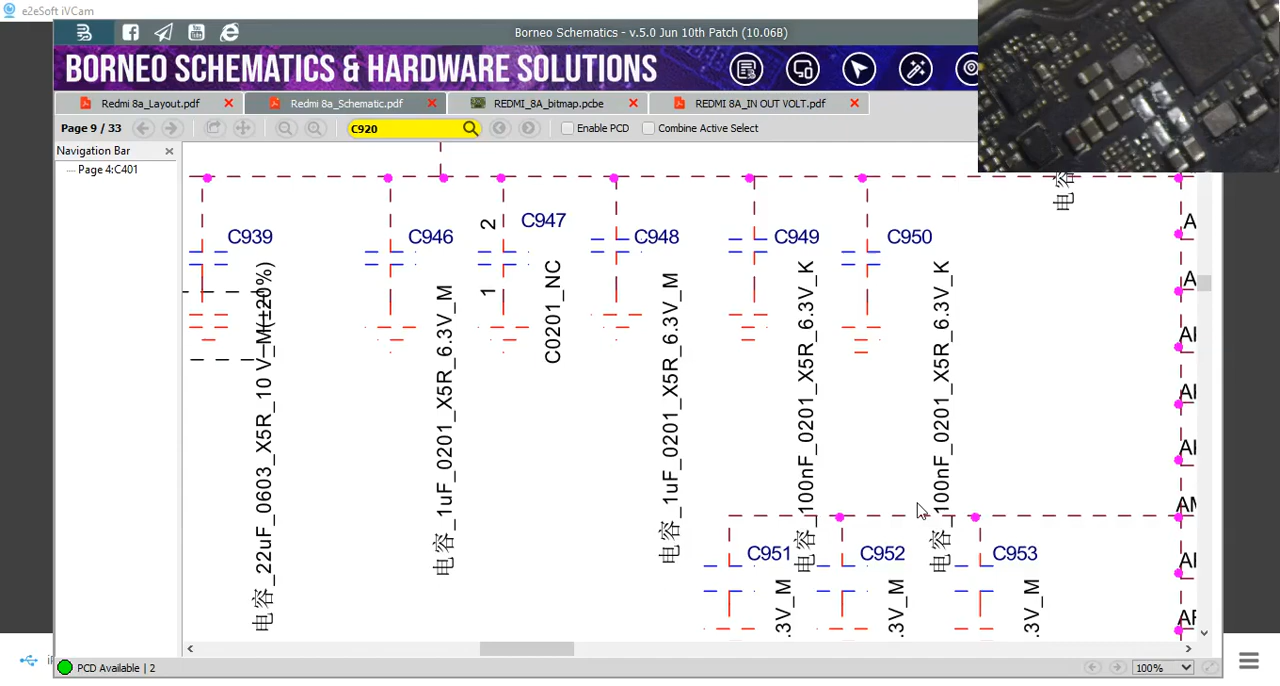 e2eSoft iVCam
Borneo Schematics - v.5.0 Jun 10th Patch (10.06B)
BORNEO SCHEMATICS & HARDWARE SOLUTIONS
Redmi 8a_Layout.pdf
Redmi 8a_Schematic.pdf
REDMI_8A_bitmap.pcbe
REDMI 8A_IN OUT VOLT.pdf
Page 9 / 33
C920
Enable PCD
Combine Active Select
Navigation Bar
Page 4:C401
C939
电容_22uF_0603_X5R_10 V_M(±20%)
C946
电容_1uF_0201_X5R_6.3V_M
2
1
C947
C0201_NC
C948
电容_1uF_0201_X5R_6.3V_M
C949
电容_100nF_0201_X5R_6.3V_K
C950
电容_100nF_0201_X5R_6.3V_K
电容
C951
.3V_M
C952
.3V_M
C953
.3V_M
PCD Available | 2
100%